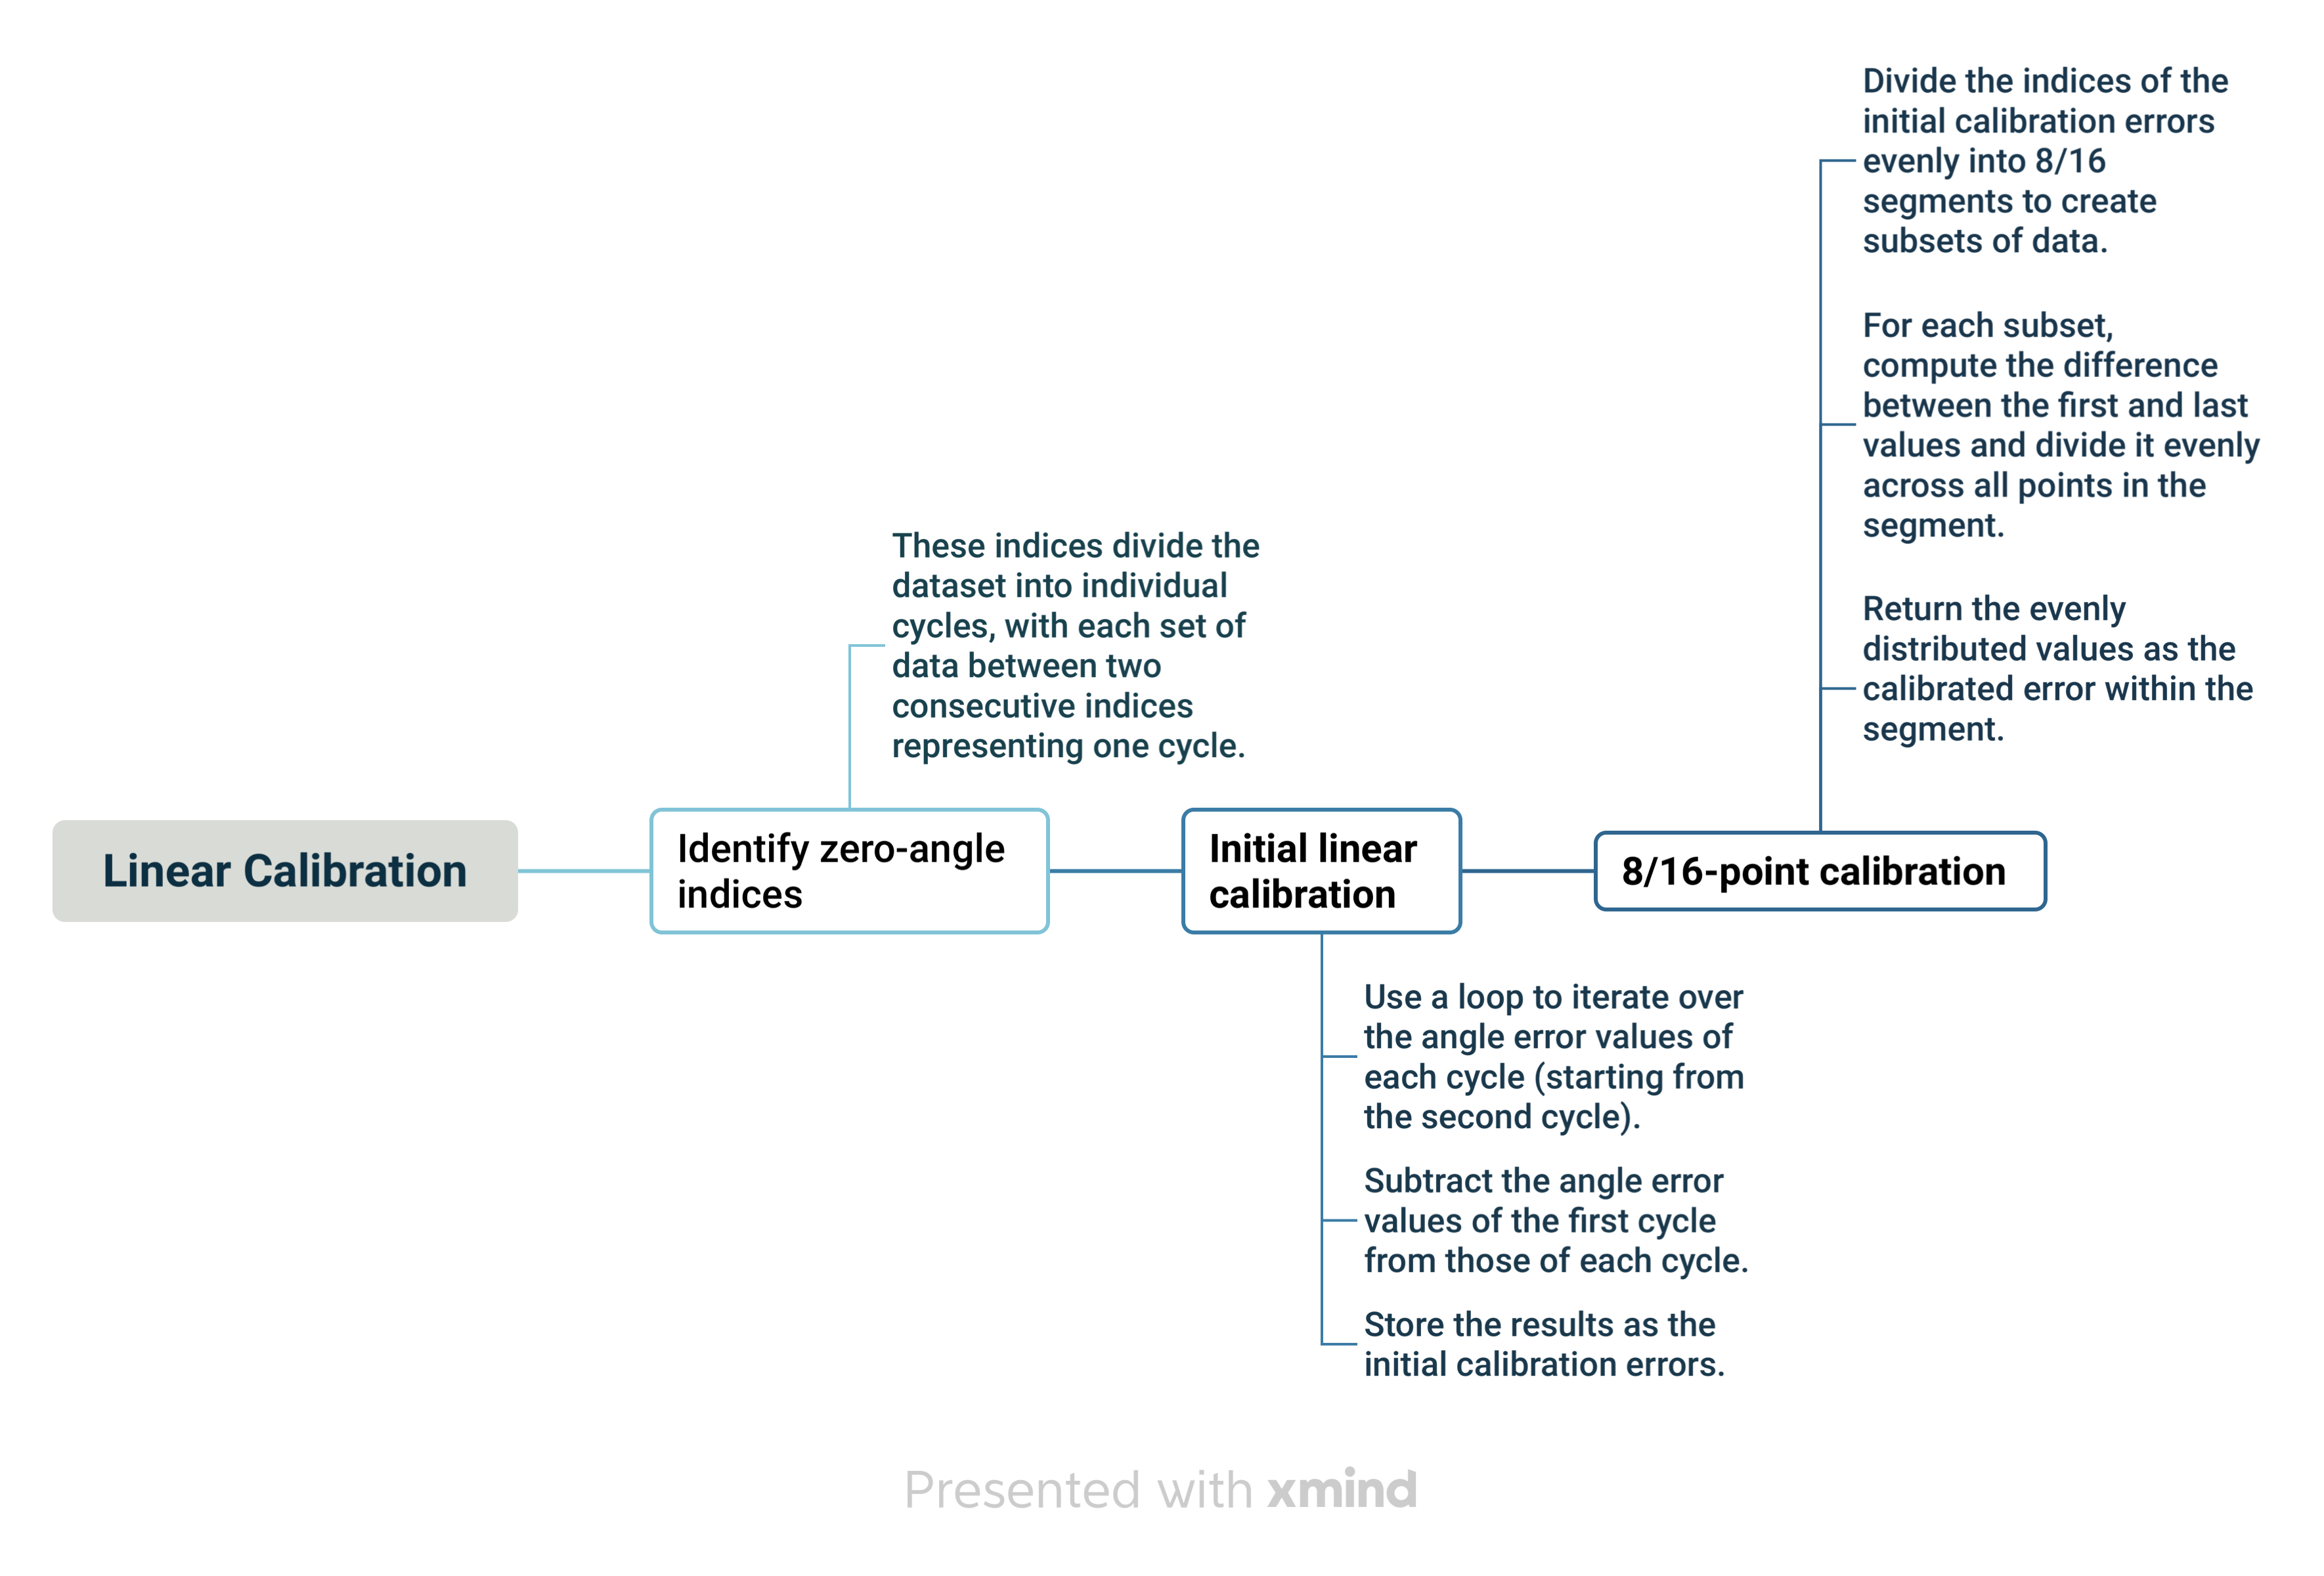 Linear Calibration
Identify zero-angle
indices
These indices divide the
dataset into individual
cycles, with each set of
data between two
consecutive indices
representing one cycle.
Initial linear
calibration
Use a loop to iterate over
the angle error values of
each cycle (starting from
the second cycle).
Subtract the angle error
values of the first cycle
from those of each cycle.
Store the results as the
initial calibration errors.
8/16-point calibration
Divide the indices of the
initial calibration errors
evenly into 8/16
segments to create
subsets of data.
For each subset,
compute the difference
between the first and last
values and divide it evenly
across all points in the
segment.
Return the evenly
distributed values as the
calibrated error within the
segment.
Presented with xmind